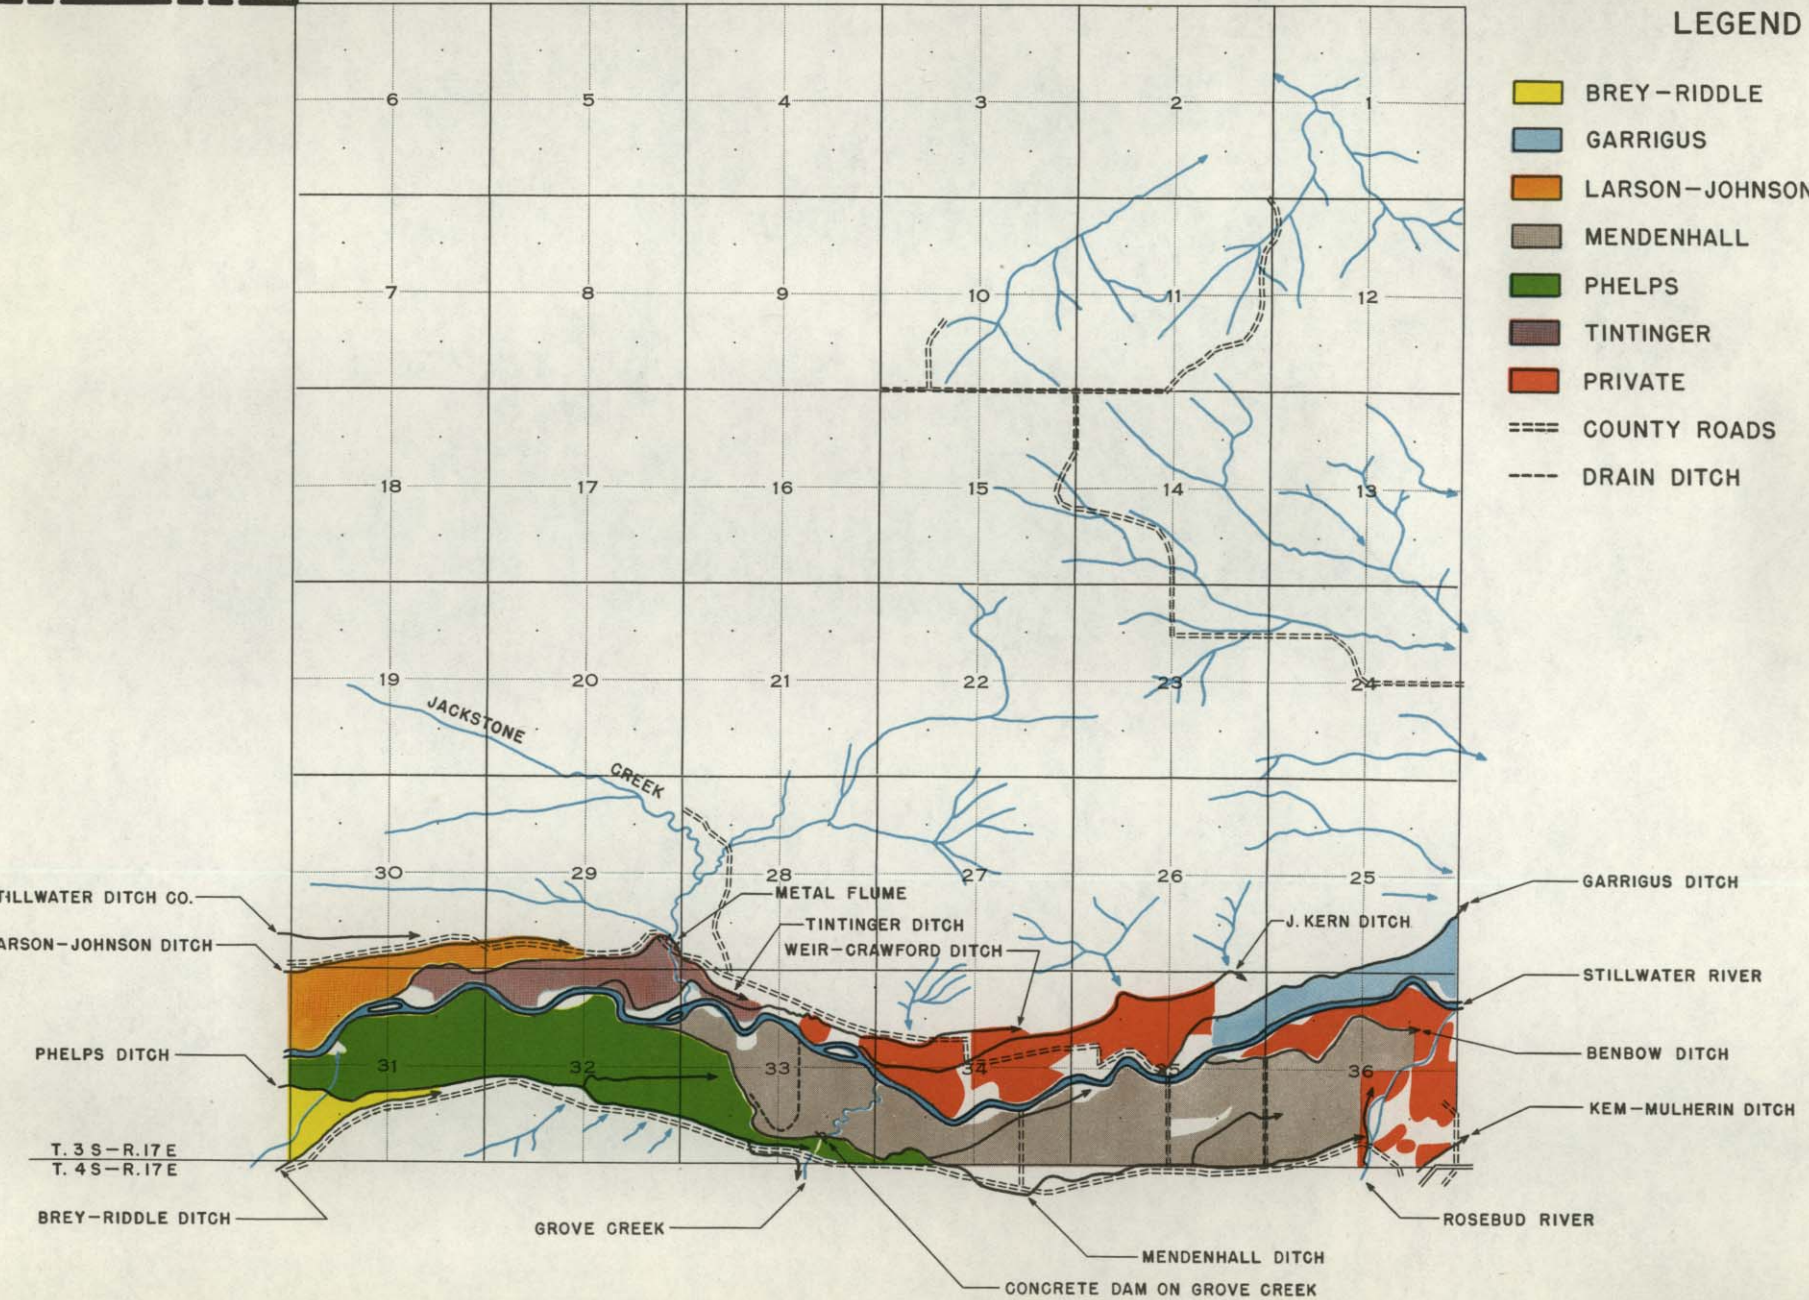 LEGEND
BREY-RIDDLE
GARRIGUS
LARSON-JOHNSON
MENDENHALL
PHELPS
TINTINGER
PRIVATE
COUNTY ROADS
DRAIN DITCH
6 5 4 3 2 1
7 8 9 10 11 12
18 17 16 15 14 13
19 20 21 22 23 24
JACKSTONE
CREEK
30 29 28 27 26 25
TILLWATER DITCH CO.
ARSON-JOHNSON DITCH
METAL FLUME
TINTINGER DITCH
WEIR-CRAWFORD DITCH
J. KERN DITCH
GARRIGUS DITCH
STILLWATER RIVER
PHELPS DITCH
31 32 33 34 35 36
BENBOW DITCH
KEM-MULHERIN DITCH
T. 3 S-R. 17 E
T. 4 S-R. 17 E
BREY-RIDDLE DITCH
GROVE CREEK
ROSEBUD RIVER
MENDENHALL DITCH
CONCRETE DAM ON GROVE CREEK